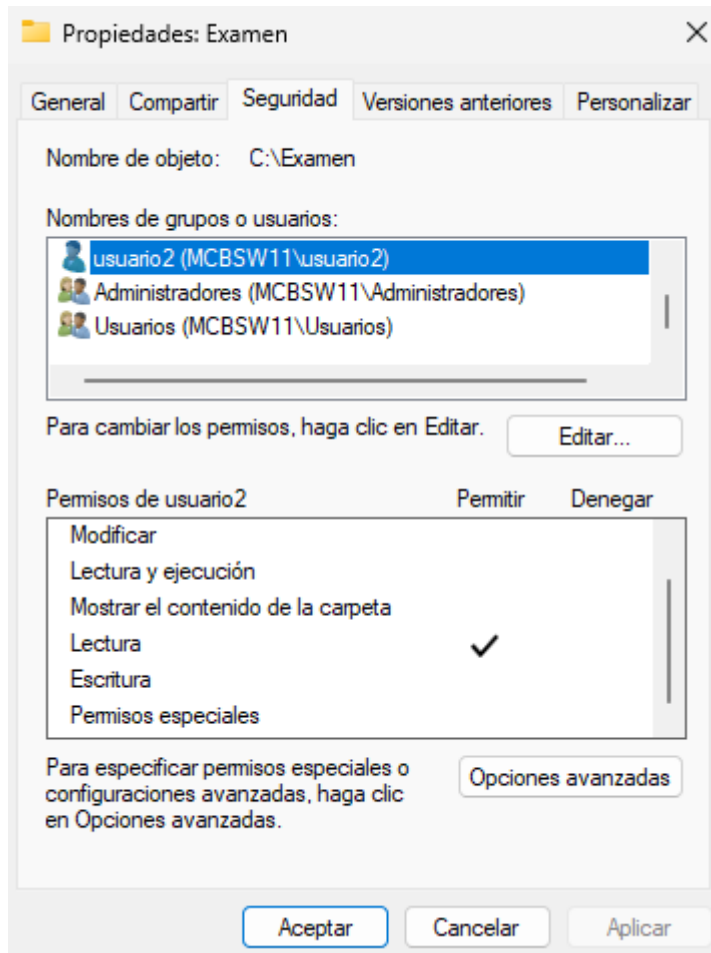 Propiedades: Examen
General Compartir Seguridad Versiones anteriores Personalizar
Nombre de objeto: C:\Examen
Nombres de grupos o usuarios:
usuario2 (MCBSW11\usuario2)
Administradores (MCBSW11\Administradores)
Usuarios (MCBSW11\Usuarios)
Para cambiar los permisos, haga clic en Editar. Editar...
Permisos de usuario2 Permitir Denegar
Modificar
Lectura y ejecución
Mostrar el contenido de la carpeta
Lectura
Escritura
Permisos especiales
Para especificar permisos especiales o
configuraciones avanzadas, haga clic
en Opciones avanzadas.
Opciones avanzadas
Aceptar Cancelar Aplicar